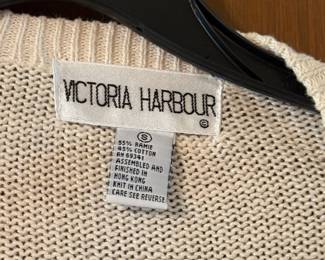 VICTORIA HARBOUR
©
S
55% RAMIE
45% COTTON
RN 69341
ASSEMBLED AND
FINISHED IN
HONG KONG
KNIT IN CHINA
CARE SEE REVERSE